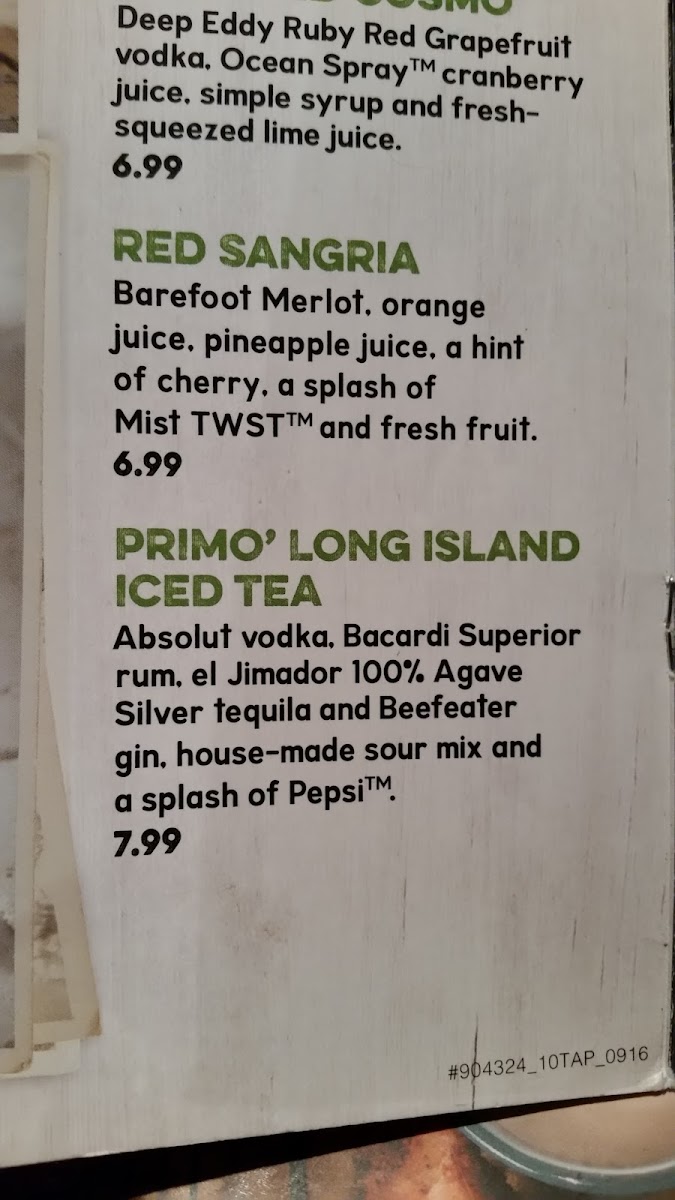 COSMO
Deep Eddy Ruby Red Grapefruit
vodka, Ocean Spray™ cranberry
juice, simple syrup and fresh-
squeezed lime juice.
6.99
RED SANGRIA
Barefoot Merlot, orange
juice, pineapple juice, a hint
of cherry, a splash of
Mist TWST™ and fresh fruit.
6.99
PRIMO' LONG ISLAND
ICED TEA
Absolut vodka, Bacardi Superior
rum, el Jimador 100% Agave
Silver tequila and Beefeater
gin, house-made sour mix and
a splash of Pepsi™.
7.99
#904324_10TAP_0916